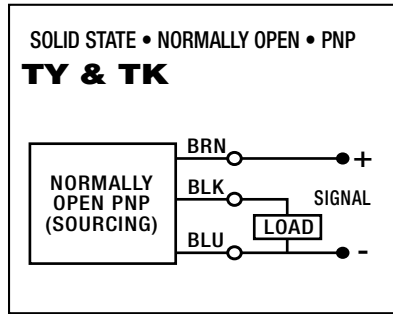 SOLID STATE • NORMALLY OPEN • PNP
TY & TK
NORMALLY
OPEN PNP
(SOURCING)
BRN
+
BLK
SIGNAL
LOAD
BLU
-